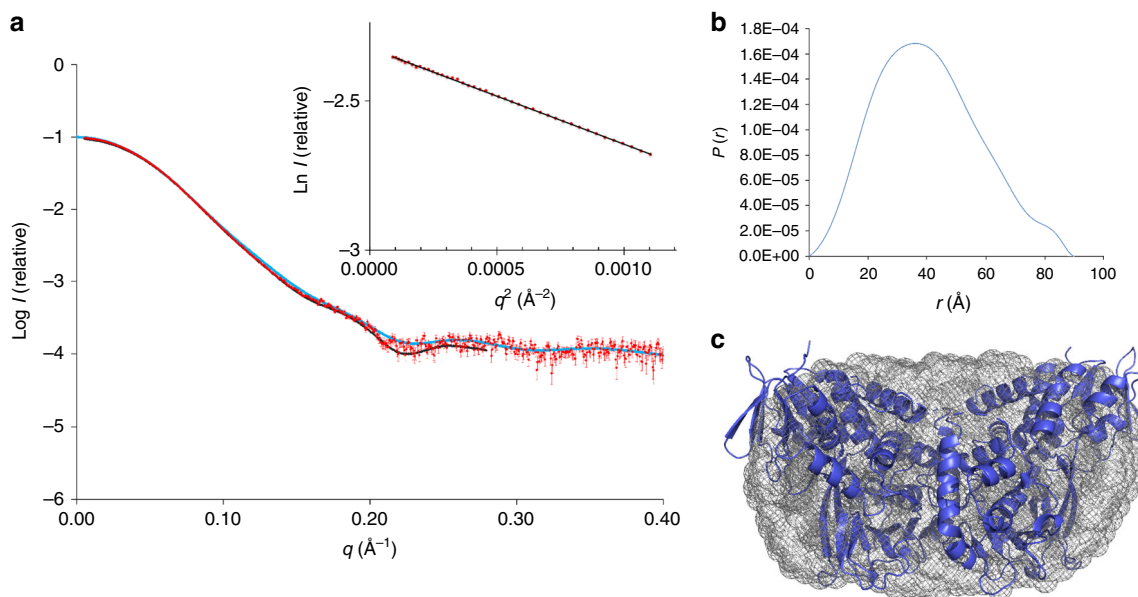 a
0
−1
−2
−3
−4
−5
−6
Log I (relative)
0.00
0.10
0.20
0.30
0.40
q (Å−1)
−2.5
−3
Ln I (relative)
0.0000
0.0005
0.0010
q2 (Å−2)
b
1.8E−04
1.6E−04
1.4E−04
1.2E−04
1.0E−04
8.0E−05
6.0E−05
4.0E−05
2.0E−05
0.0E+00
P (r)
0
20
40
60
80
100
r (Å)
c